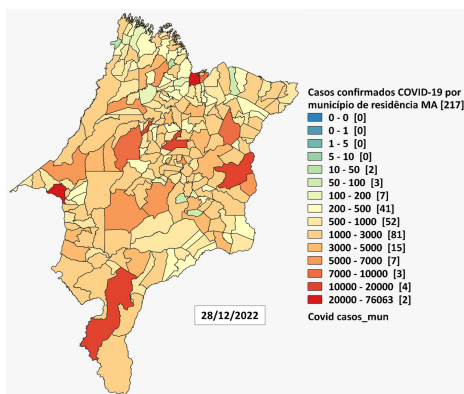 Casos confirmados COVID-19 por
município de residência MA [217]
0 - 0 [0]
0 - 1 [0]
1 - 5 [0]
5 - 10 [0]
10 - 50 [2]
50 - 100 [3]
100 - 200 [7]
200 - 500 [41]
500 - 1000 [52]
1000 - 3000 [81]
3000 - 5000 [15]
5000 - 7000 [7]
7000 - 10000 [3]
10000 - 20000 [4]
20000 - 76063 [2]
Covid casos_mun
28/12/2022